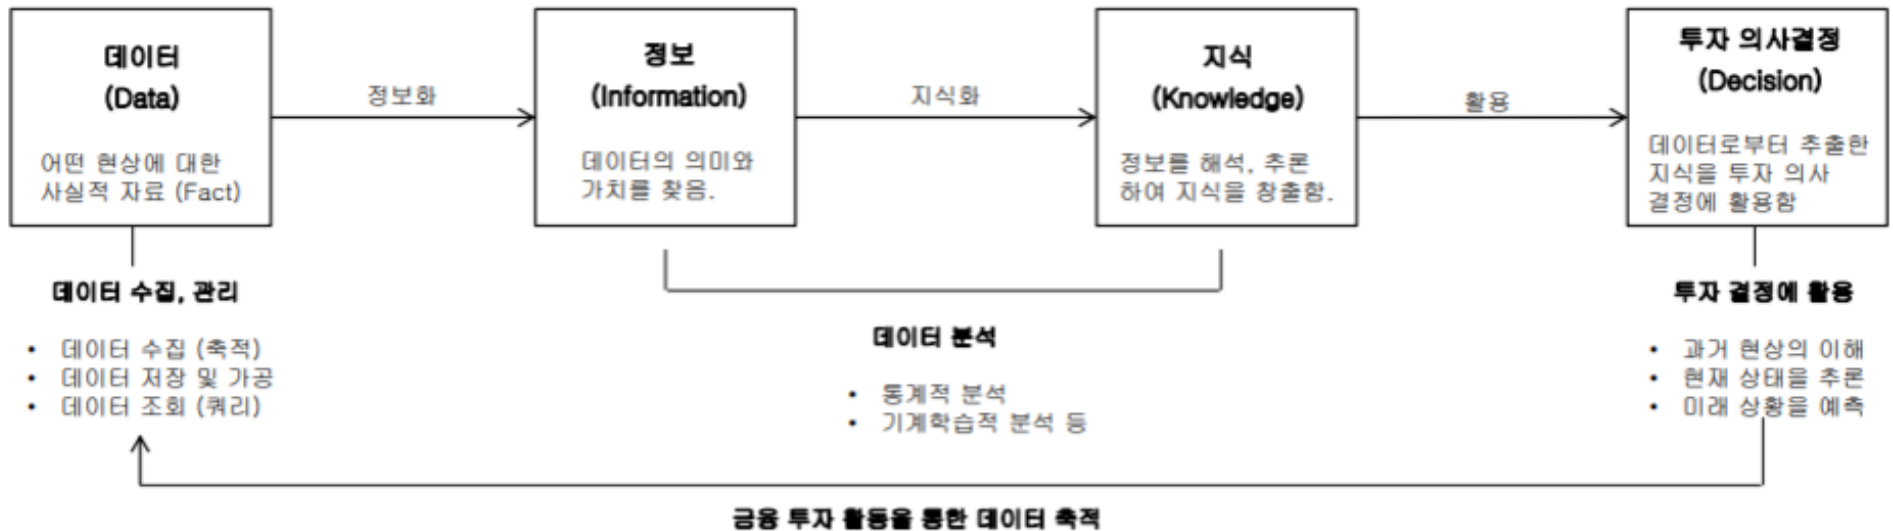 데이터
(Data)
어떤 현상에 대한
사실적 자료 (Fact)
정보화
정보
(Information)
데이터의 의미와
가치를 찾음.
지식화
지식
(Knowledge)
정보를 해석, 추론
하여 지식을 창출함.
활용
투자 의사결정
(Decision)
데이터로부터 추출한
지식을 투자 의사
결정에 활용함
데이터 수집, 관리
• 데이터 수집 (축적)
• 데이터 저장 및 가공
• 데이터 조회 (쿼리)
데이터 분석
• 통계적 분석
• 기계학습적 분석 등
투자 결정에 활용
• 과거 현상의 이해
• 현재 상태을 추론
• 미래 상황을 예측
금융 투자 활동을 통한 데이터 축적